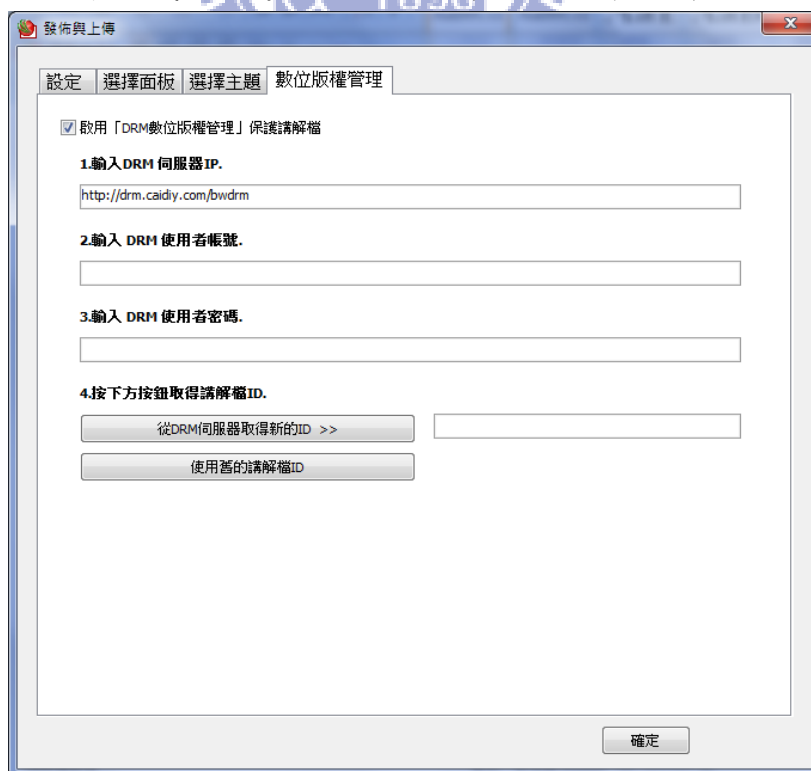 1896
發佈與上傳
設定 選擇面板 選擇主題 數位版權管理
啟用「DRM數位版權管理」保護講解檔
1.輸入DRM 伺服器IP.
http://drm.caidiy.com/bwdrm
2.輸入 DRM 使用者帳號.
3.輸入 DRM 使用者密碼.
4.按下方按鈕取得講解檔ID.
從DRM伺服器取得新的ID >>
使用舊的講解檔ID
確定